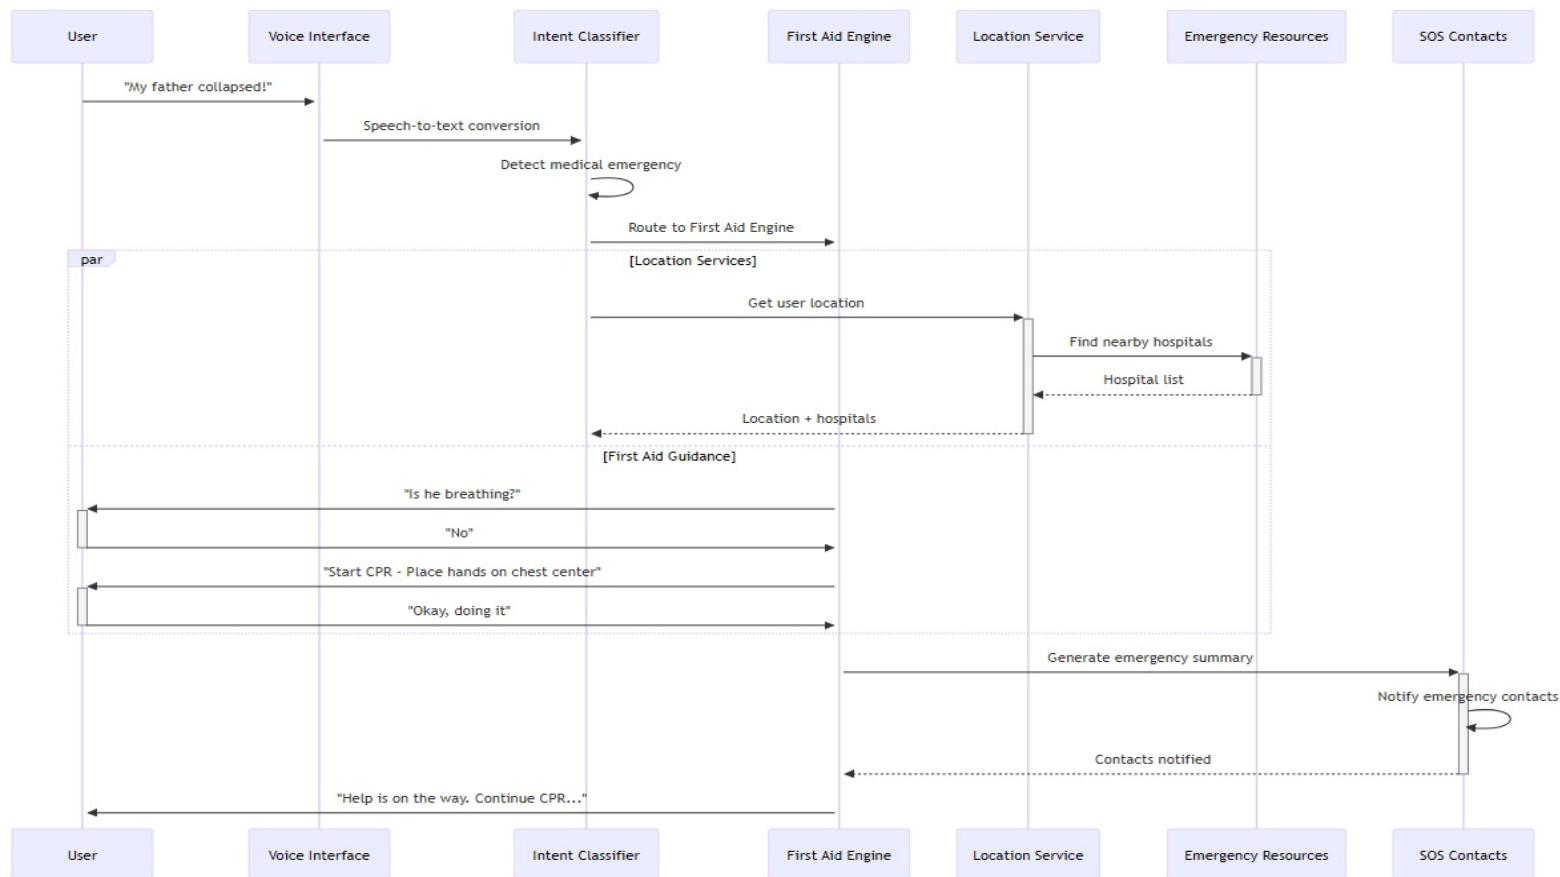 User
Voice Interface
Intent Classifier
First Aid Engine
Location Service
Emergency Resources
SOS Contacts
"My father collapsed!"
Speech-to-text conversion
Detect medical emergency
Route to First Aid Engine
par
[Location Services]
Get user location
Find nearby hospitals
Hospital list
Location + hospitals
[First Aid Guidance]
"Is he breathing?"
"No"
"Start CPR - Place hands on chest center"
"Okay, doing it"
Generate emergency summary
Notify emergency contacts
Contacts notified
"Help is on the way. Continue CPR..."
User
Voice Interface
Intent Classifier
First Aid Engine
Location Service
Emergency Resources
SOS Contacts